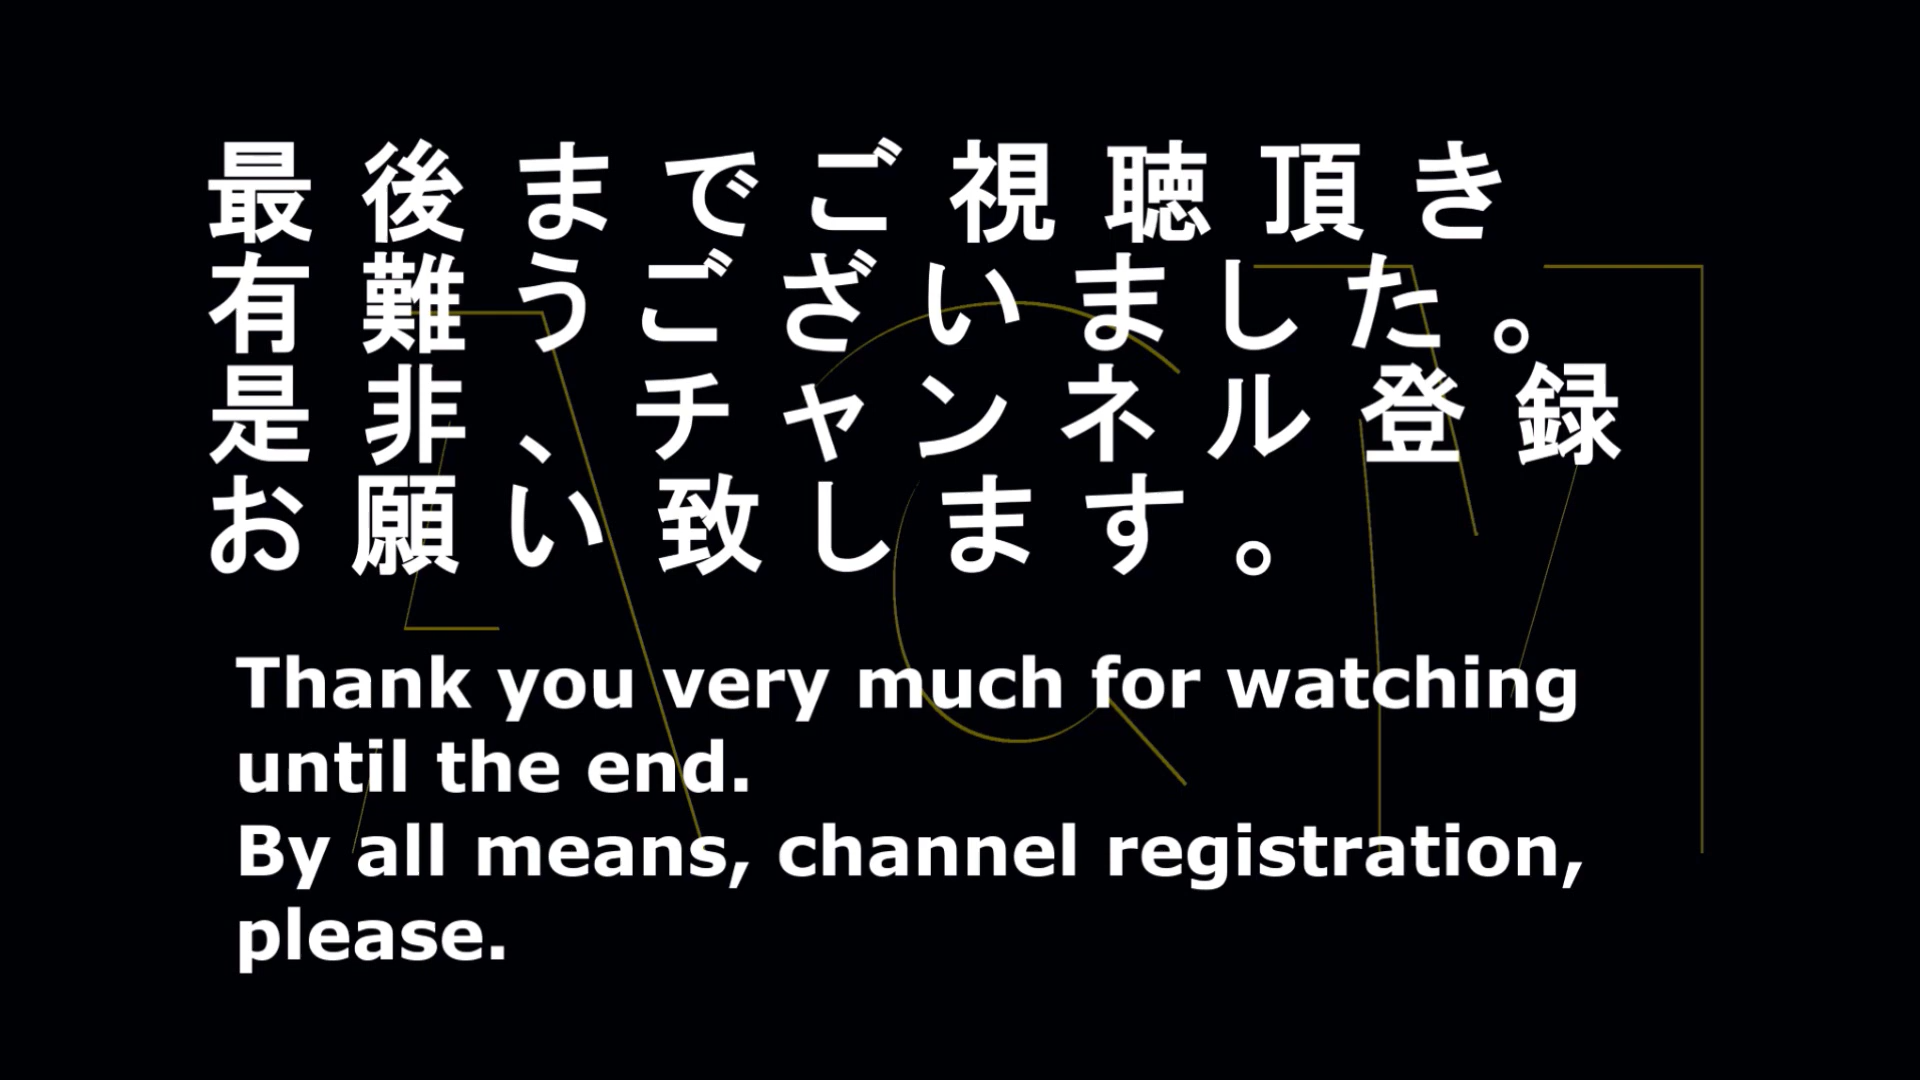 最後までご視聴頂き
有難うございました。
是非、チャンネル登録
お願い致します。
Thank you very much for watching
until the end.
By all means, channel registration,
please.